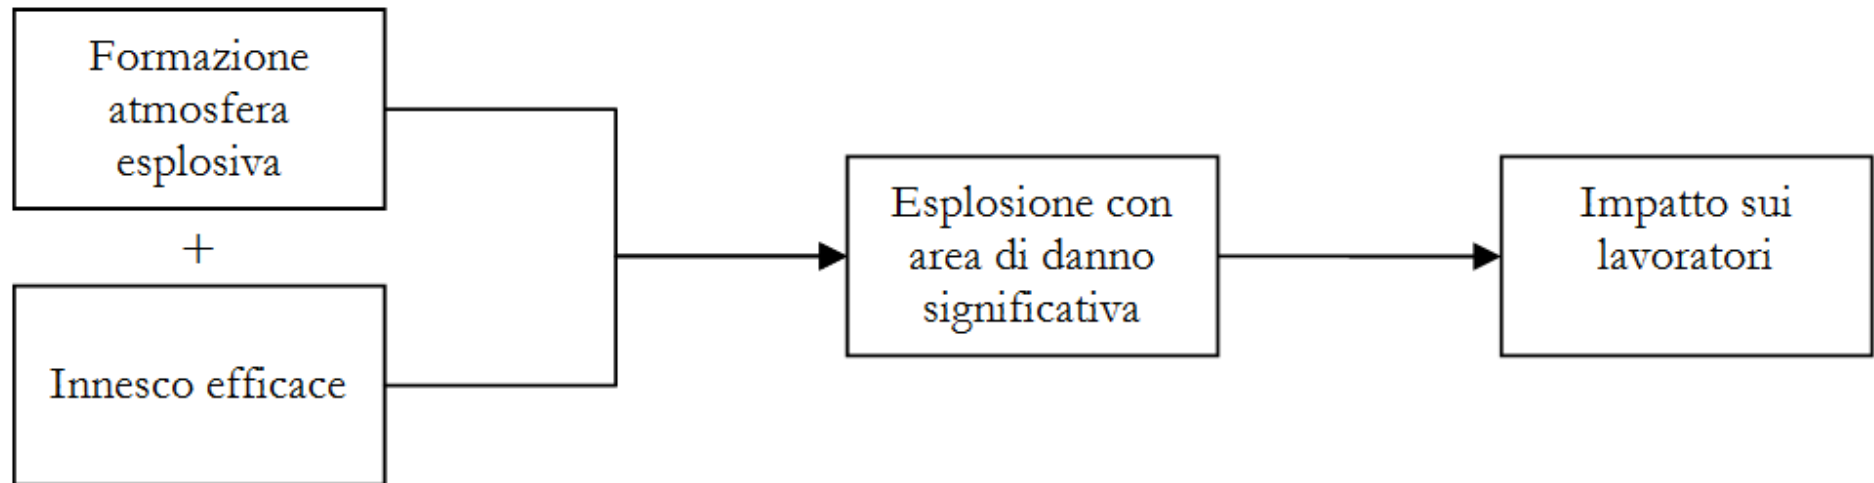 Formazione
atmosfera
esplosiva
+
Innesco efficace
Esplosione con
area di danno
significativa
Impatto sui
lavoratori